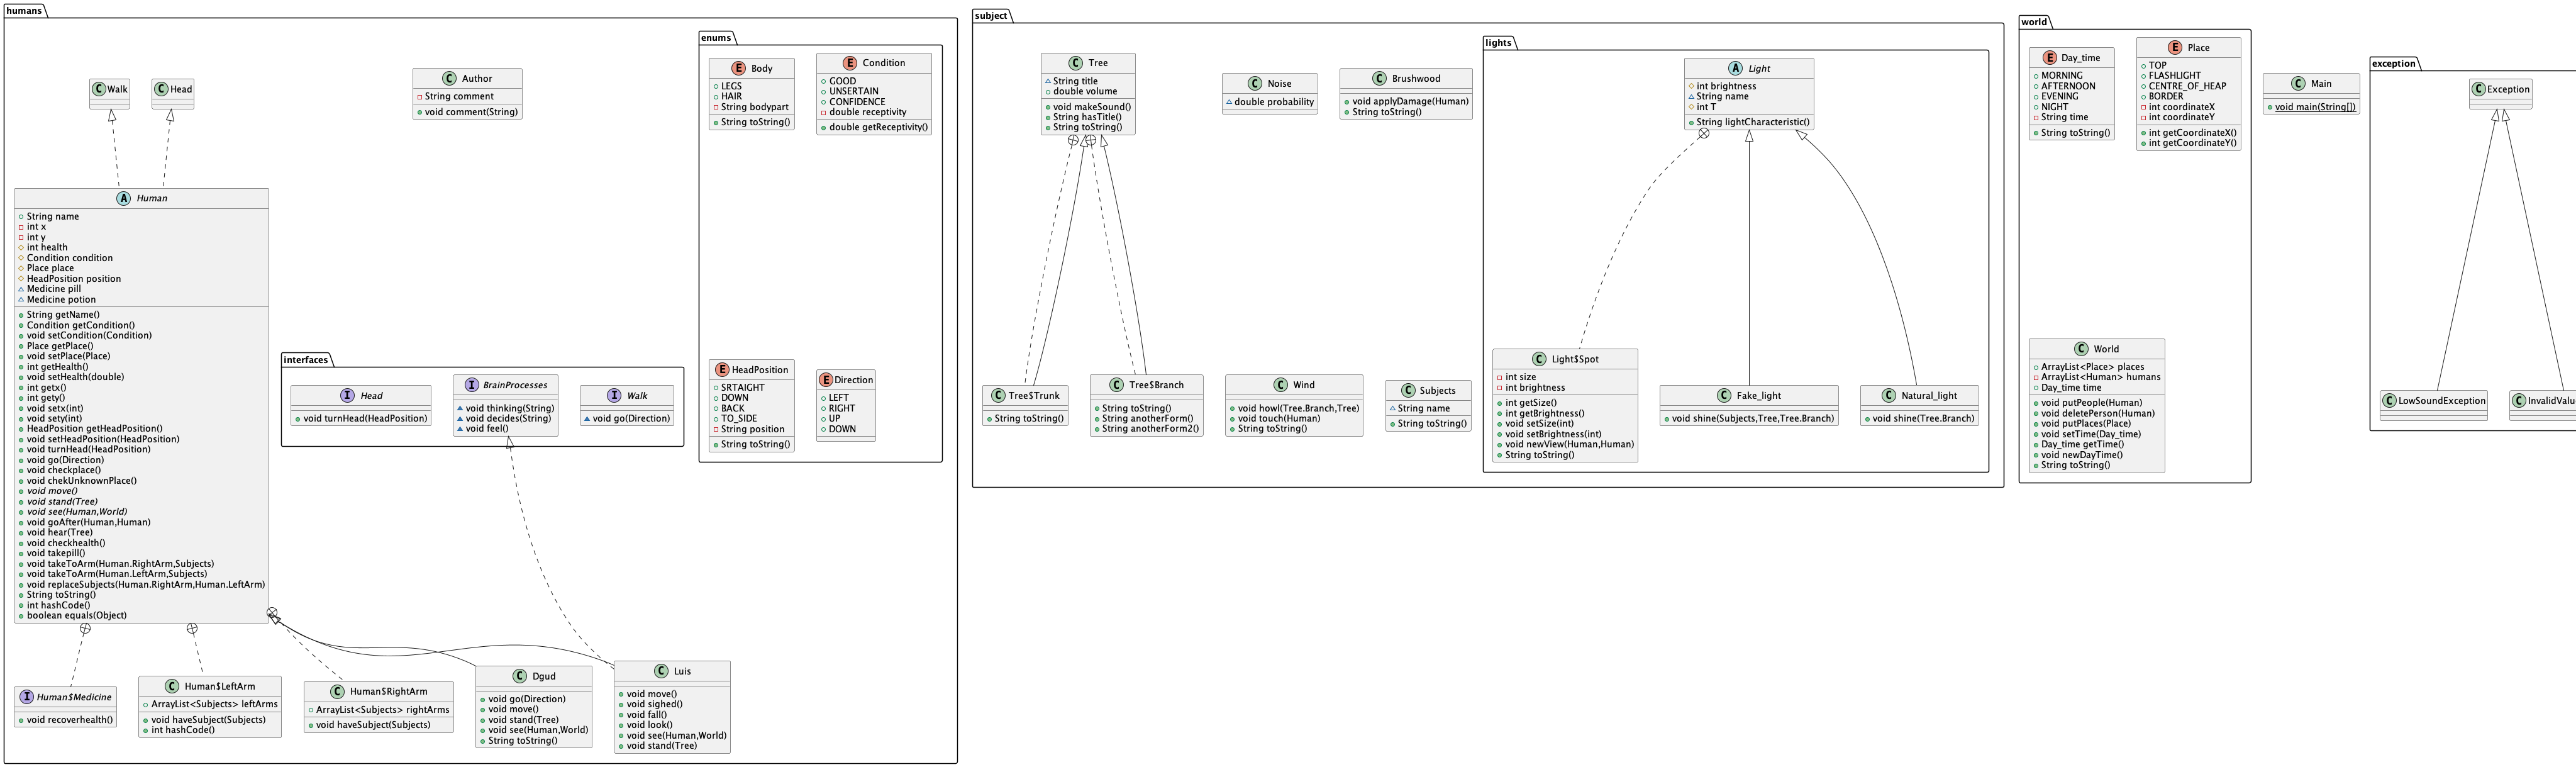 humans
Walk
Head
Author
String comment
void comment(String)
Human
String name
int x
int y
int health
Condition condition
Place place
HeadPosition position
Medicine pill
Medicine potion
String getName()
Condition getCondition()
void setCondition(Condition)
Place getPlace()
void setPlace(Place)
int getHealth()
void setHealth(double)
int getx()
int gety()
void setx(int)
void sety(int)
HeadPosition getHeadPosition()
void setHeadPosition(HeadPosition)
void turnHead(HeadPosition)
void go(Direction)
void checkplace()
void chekUnknownPlace()
void move()
void stand(Tree)
void see(Human,World)
void goAfter(Human,Human)
void hear(Tree)
void checkhealth()
void takepill()
void takeToArm(Human.RightArm,Subjects)
void takeToArm(Human.LeftArm,Subjects)
void replaceSubjects(Human.RightArm,Human.LeftArm)
String toString()
int hashCode()
boolean equals(Object)
interfaces
Head
void turnHead(HeadPosition)
BrainProcesses
void thinking(String)
void decides(String)
void feel()
Walk
void go(Direction)
Human$Medicine
void recoverhealth()
Human$LeftArm
ArrayList<Subjects> leftArms
void haveSubject(Subjects)
int hashCode()
Human$RightArm
ArrayList<Subjects> rightArms
void haveSubject(Subjects)
Dgud
void go(Direction)
void move()
void stand(Tree)
void see(Human,World)
String toString()
Luis
void move()
void sighed()
void fall()
void look()
void see(Human,World)
void stand(Tree)
enums
Body
LEGS
HAIR
String bodypart
String toString()
Condition
GOOD
UNSERTAIN
CONFIDENCE
double receptivity
double getReceptivity()
HeadPosition
SRTAIGHT
DOWN
BACK
TO_SIDE
String position
String toString()
Direction
LEFT
RIGHT
UP
DOWN
subject
Tree
String title
double volume
void makeSound()
String hasTitle()
String toString()
Noise
double probability
Brushwood
void applyDamage(Human)
String toString()
Tree$Trunk
String toString()
Tree$Branch
String toString()
String anotherForm()
String anotherForm2()
Wind
void howl(Tree.Branch,Tree)
void touch(Human)
String toString()
Subjects
String name
String toString()
lights
Light
int brightness
String name
int T
String lightCharacteristic()
Light$Spot
int size
int brightness
int getSize()
int getBrightness()
void setSize(int)
void setBrightness(int)
void newView(Human,Human)
String toString()
Fake_light
void shine(Subjects,Tree,Tree.Branch)
Natural_light
void shine(Tree.Branch)
world
Day_time
MORNING
AFTERNOON
EVENING
NIGHT
String time
String toString()
Place
TOP
FLASHLIGHT
CENTRE_OF_HEAP
BORDER
int coordinateX
int coordinateY
int getCoordinateX()
int getCoordinateY()
World
ArrayList<Place> places
ArrayList<Human> humans
Day_time time
void putPeople(Human)
void deletePerson(Human)
void putPlaces(Place)
void setTime(Day_time)
Day_time getTime()
void newDayTime()
String toString()
Main
void main(String[])
exception
Exception
LowSoundException
InvalidValu